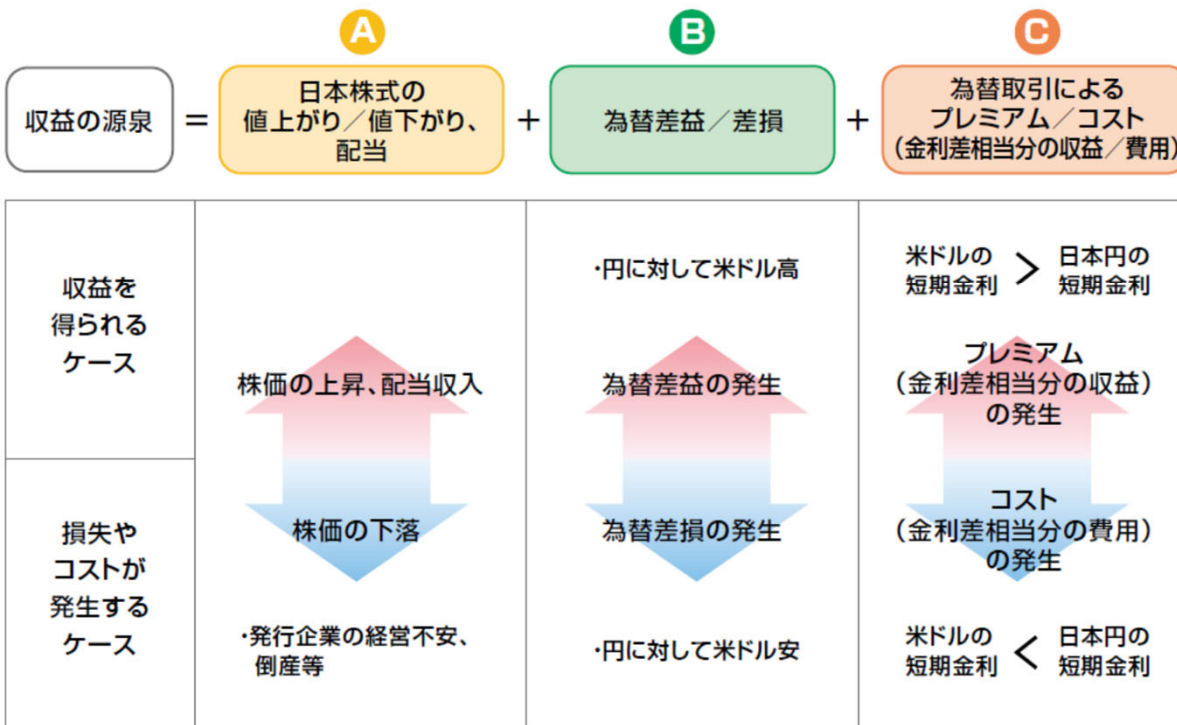 A
B
C
収益の源泉
=
日本株式の
値上がり／値下がり、
配当
+
為替差益／差損
+
為替取引による
プレミアム／コスト
(金利差相当分の収益／費用)
収益を
得られる
ケース
株価の上昇、配当収入
・円に対して米ドル高
為替差益の発生
米ドルの
短期金利
>
日本円の
短期金利
プレミアム
(金利差相当分の収益)
の発生
損失や
コストが
発生する
ケース
株価の下落
・発行企業の経営不安、
倒産等
為替差損の発生
・円に対して米ドル安
コスト
(金利差相当分の費用)
の発生
米ドルの
短期金利
<
日本円の
短期金利